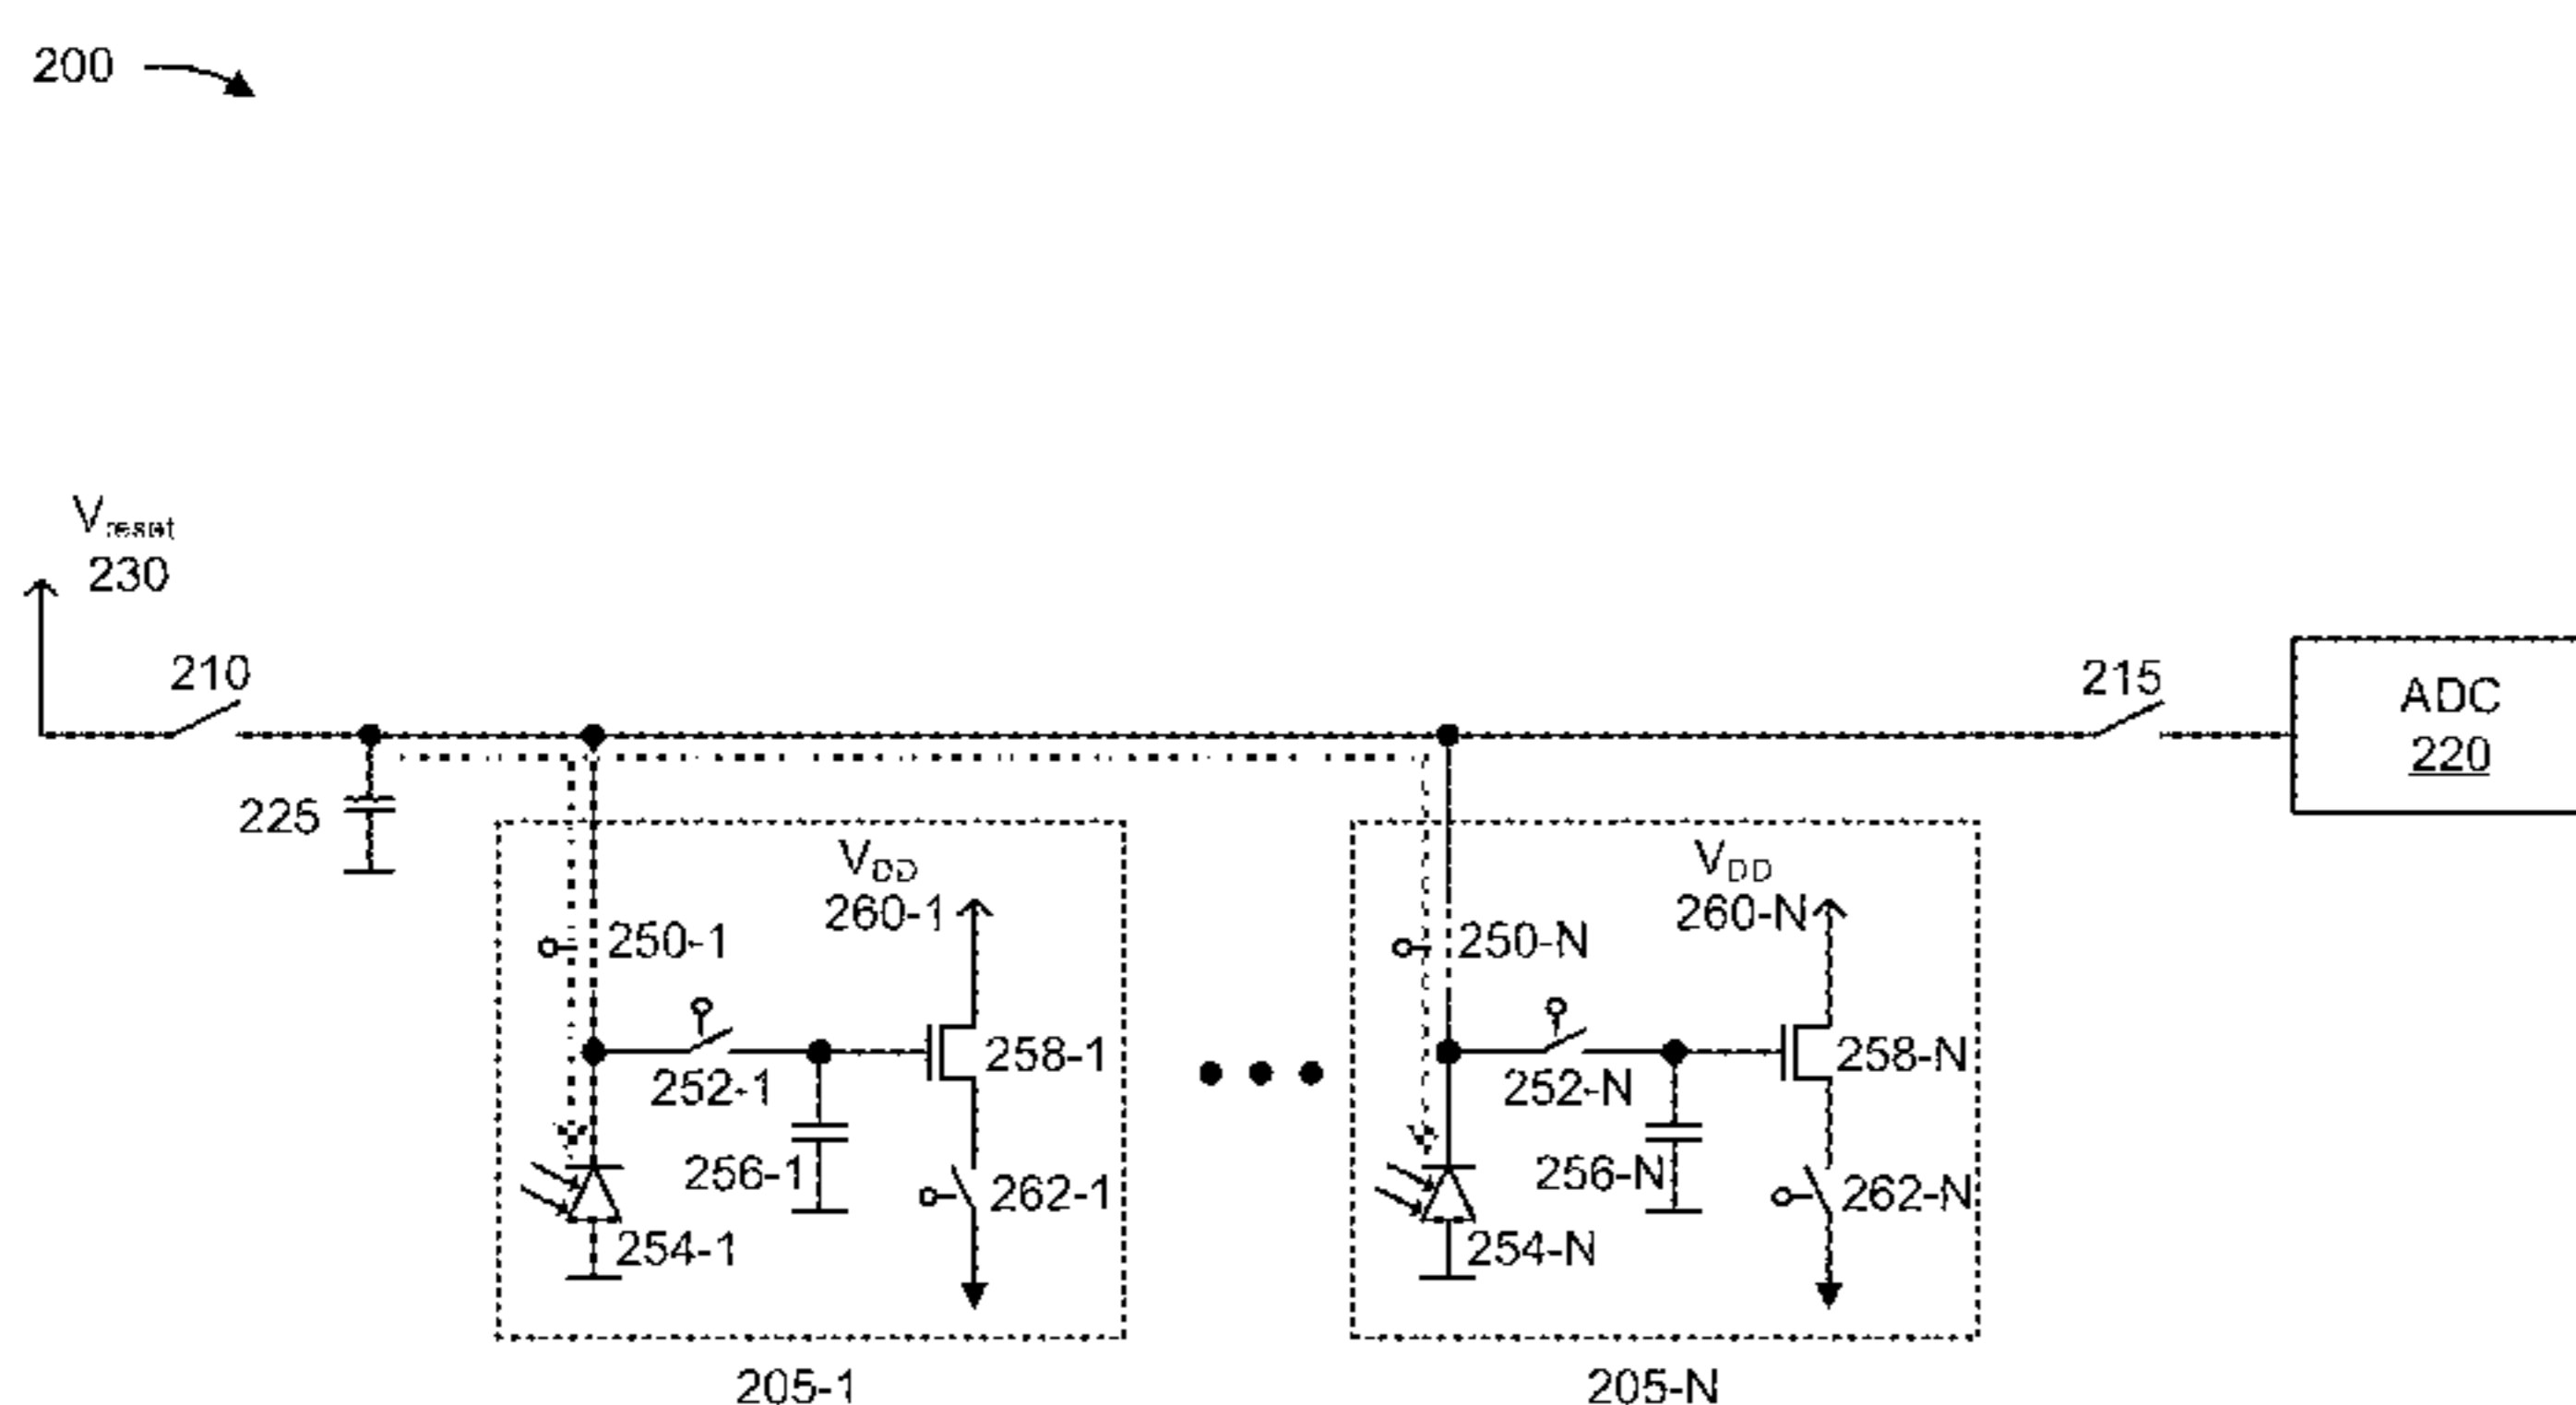 200
V_reset
230
210
215
ADC
220
225
V_DD
260-1
V_DD
260-N
250-1
250-N
258-1
258-N
252-1
252-N
256-1
256-N
262-1
262-N
254-1
254-N
205-1
205-N